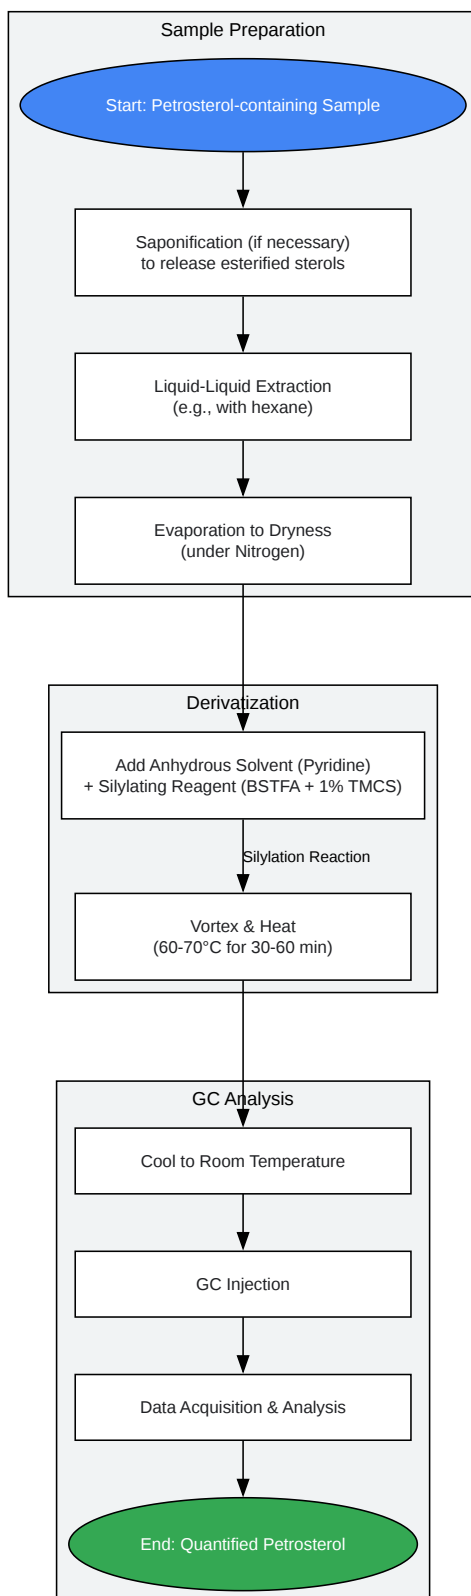 Sample Preparation
Start: Petrosterol-containing Sample
Saponification (if necessary)
to release esterified sterols
Liquid-Liquid Extraction
(e.g., with hexane)
Evaporation to Dryness
(under Nitrogen)
Derivatization
Add Anhydrous Solvent (Pyridine)
+ Silylating Reagent (BSTFA + 1% TMCS)
Silylation Reaction
Vortex & Heat
(60-70°C for 30-60 min)
GC Analysis
Cool to Room Temperature
GC Injection
Data Acquisition & Analysis
End: Quantified Petrosterol